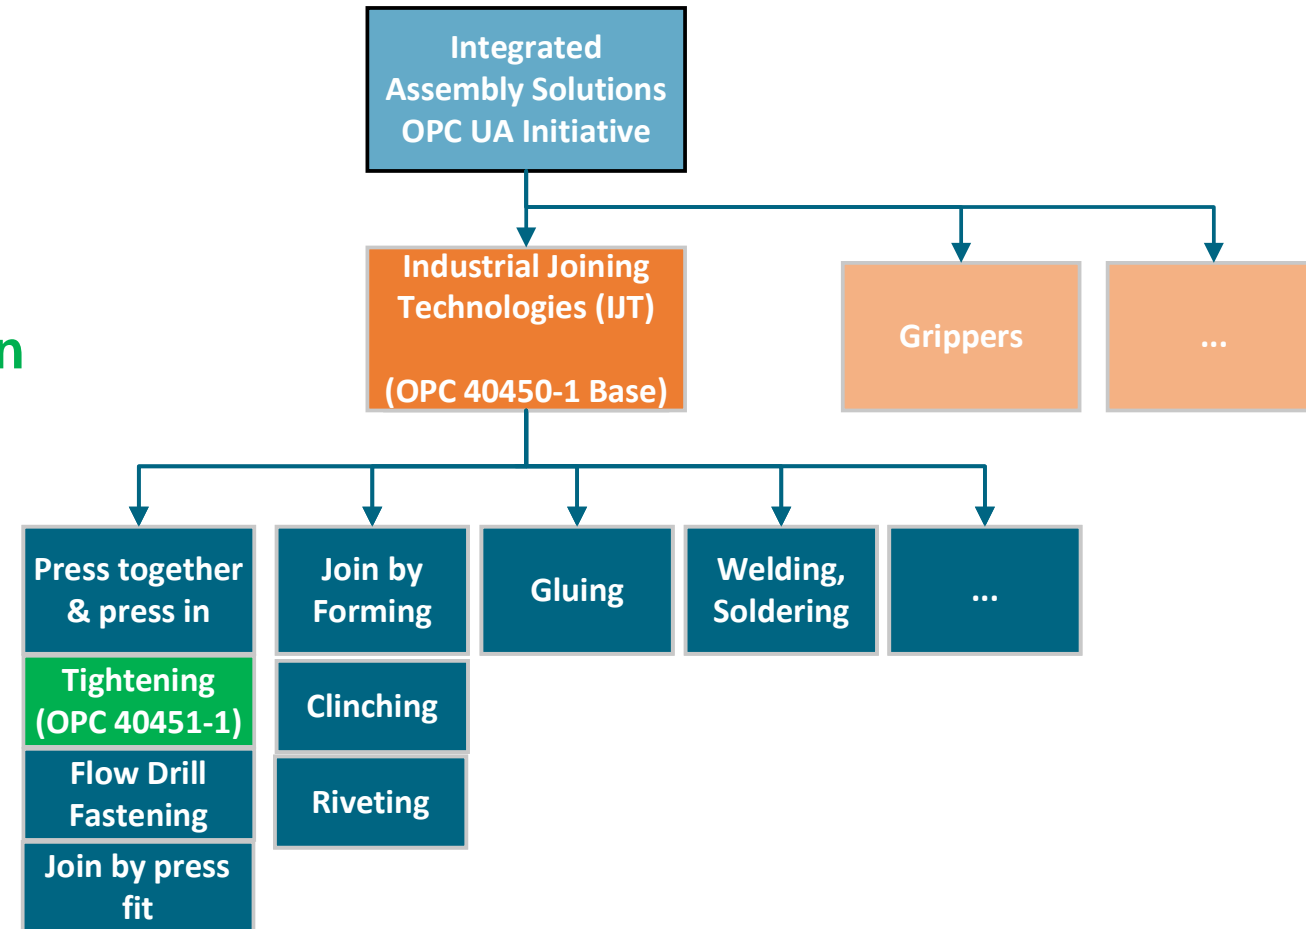 Integrated
Assembly Solutions
OPC UA Initiative
Industrial Joining
Technologies (IJT)
(OPC 40450-1 Base)
Grippers
...
n
Press together
& press in
Join by
Forming
Gluing
Welding,
Soldering
...
Tightening
(OPC 40451-1)
Clinching
Flow Drill
Fastening
Riveting
Join by press
fit